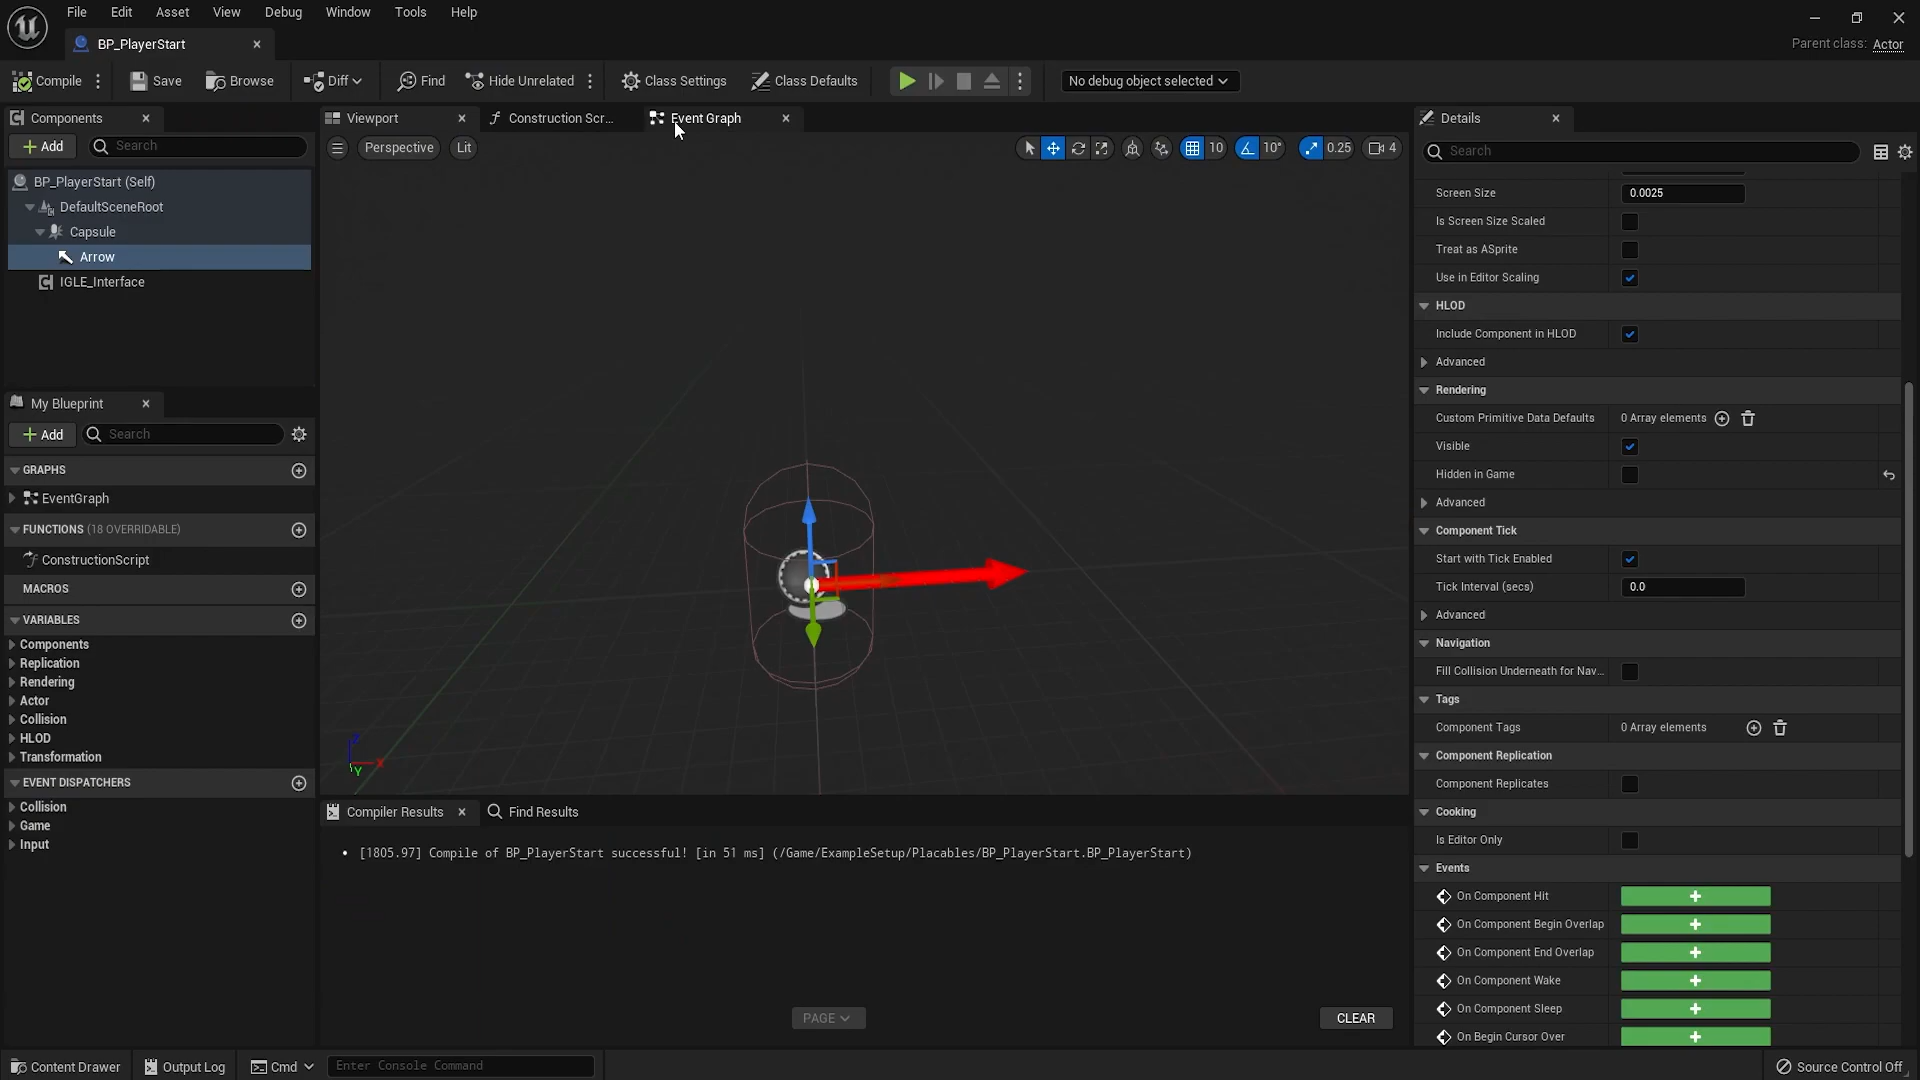 File Edit Asset View Debug Window Tools Help
BP_PlayerStart
Parent class: Actor
Compile Save Browse Diff Find Hide Unrelated Class Settings Class Defaults No debug object selected
Components
Add Search
BP_PlayerStart (Self)
DefaultSceneRoot
Capsule
Arrow
IGLE_Interface
My Blueprint
Add Search
GRAPHS
EventGraph
FUNCTIONS (18 OVERRIDABLE)
ConstructionScript
MACROS
VARIABLES
Components
Replication
Rendering
Actor
Collision
HLOD
Transformation
EVENT DISPATCHERS
Collision
Game
Input
Viewport Construction Scr... Event Graph
Perspective Lit 10 10° 0.25 4
Z
X
Y
Compiler Results Find Results
• [1805.97] Compile of BP_PlayerStart successful! [in 51 ms] (/Game/ExampleSetup/Placables/BP_PlayerStart.BP_PlayerStart)
PAGE CLEAR
Details
Search
Screen Size 0.0025
Is Screen Size Scaled
Treat as ASprite
Use in Editor Scaling
HLOD
Include Component in HLOD
Advanced
Rendering
Custom Primitive Data Defaults 0 Array elements
Visible
Hidden in Game
Advanced
Component Tick
Start with Tick Enabled
Tick Interval (secs) 0.0
Advanced
Navigation
Fill Collision Underneath for Nav...
Tags
Component Tags 0 Array elements
Component Replication
Component Replicates
Cooking
Is Editor Only
Events
On Component Hit
On Component Begin Overlap
On Component End Overlap
On Component Wake
On Component Sleep
On Begin Cursor Over
Content Drawer Output Log Cmd Enter Console Command Source Control Off